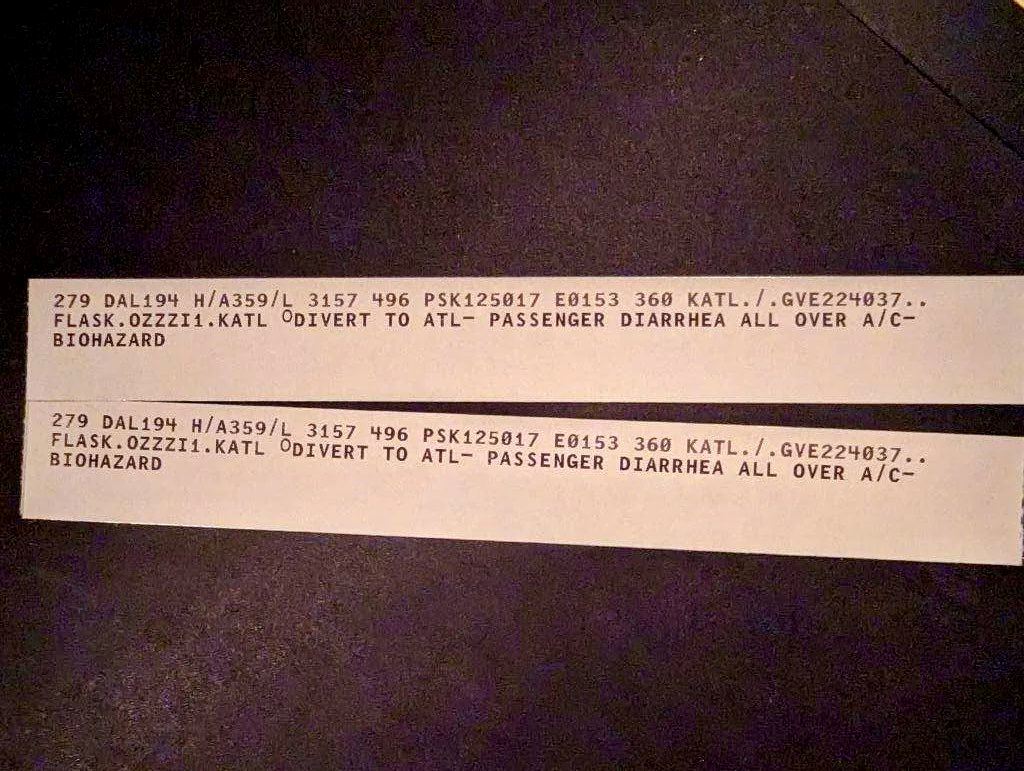 279 DAL194 H/A359/L 3157 496 PSK125017 E0153 360 KATL./.GVE224037..
FLASK.OZZZI1.KATL ○DIVERT TO ATL- PASSENGER DIARRHEA ALL OVER A/C-
BIOHAZARD
279 DAL194 H/A359/L 3157 496 PSK125017 E0153 360 KATL./.GVE224037..
FLASK.OZZZI1.KATL ○DIVERT TO ATL- PASSENGER DIARRHEA ALL OVER A/C-
BIOHAZARD